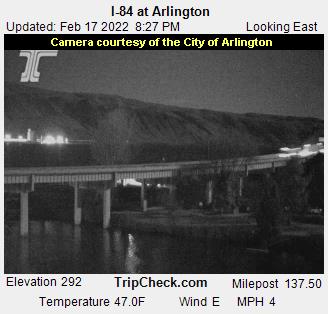 I-84 at Arlington
Updated: Feb 17 2022 8:27 PM Looking East
Camera courtesy of the City of Arlington
Elevation 292 TripCheck.com Milepost 137.50
Temperature 47.0F Wind E MPH 4